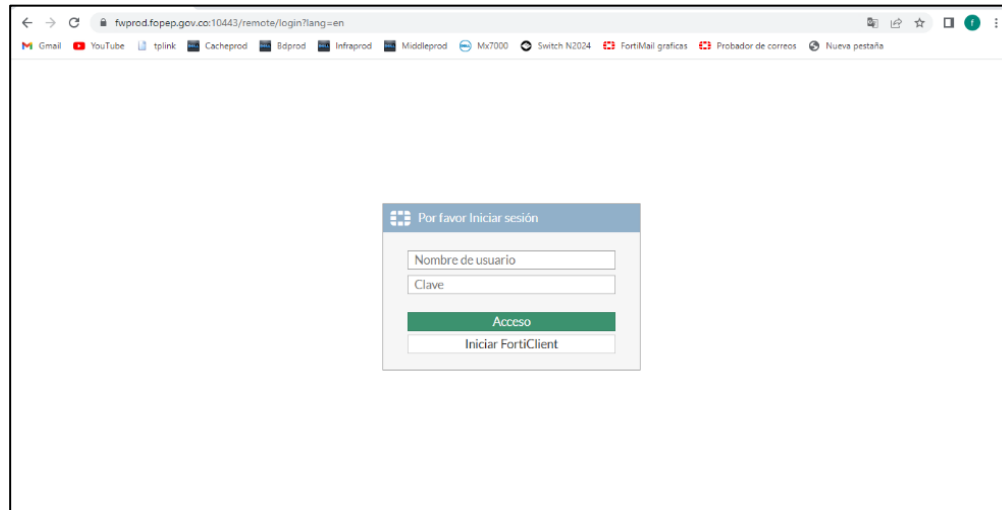 fwprod.fopep.gov.co:10443/remote/login?lang=en
Gmail YouTube tplink Cacheprod Bdprod Infraprod Middleprod Mx7000 Switch N2024 FortiMail graficas Probador de correos Nueva pestaña
Por favor Iniciar sesión
Nombre de usuario
Clave
Acceso
Iniciar FortiClient